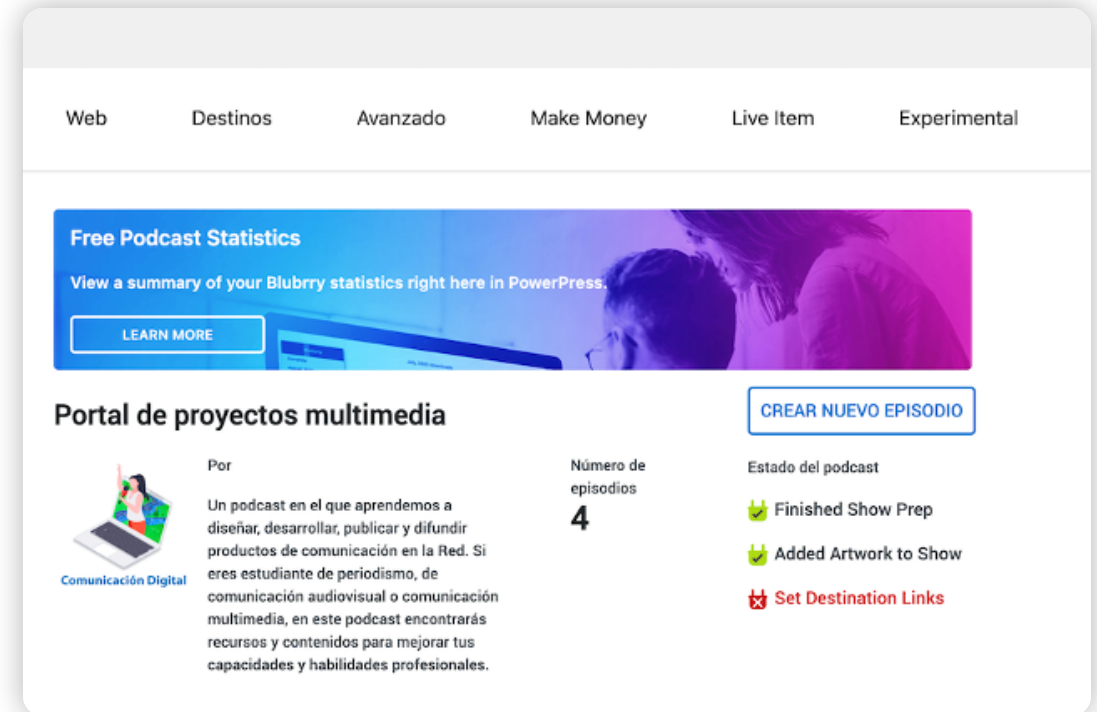 Web Destinos Avanzado Make Money Live Item Experimental
Free Podcast Statistics
View a summary of your Blubrry statistics right here in PowerPress.
LEARN MORE
Portal de proyectos multimedia
CREAR NUEVO EPISODIO
Comunicación Digital
Por
Un podcast en el que aprendemos a
diseñar, desarrollar, publicar y difundir
productos de comunicación en la Red. Si
eres estudiante de periodismo, de
comunicación audiovisual o comunicación
multimedia, en este podcast encontrarás
recursos y contenidos para mejorar tus
capacidades y habilidades profesionales.
Número de
episodios
4
Estado del podcast
Finished Show Prep
Added Artwork to Show
Set Destination Links